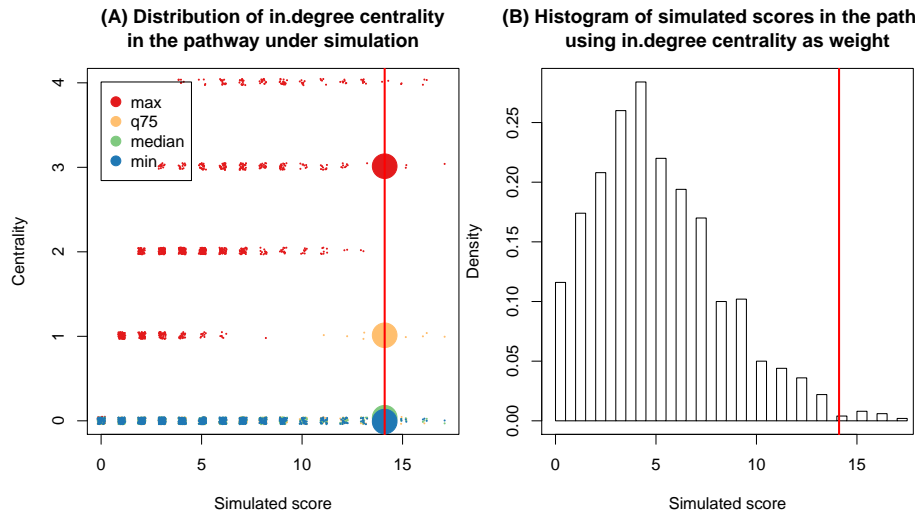 (A) Distribution of in.degree centrality
in the pathway under simulation
4
3
2
1
0
Centrality
max
q75
median
min
0 5 10 15
Simulated score
(B) Histogram of simulated scores in the path
using in.degree centrality as weight
0.25
0.20
0.15
0.10
0.05
0.00
Density
0 5 10 15
Simulated score